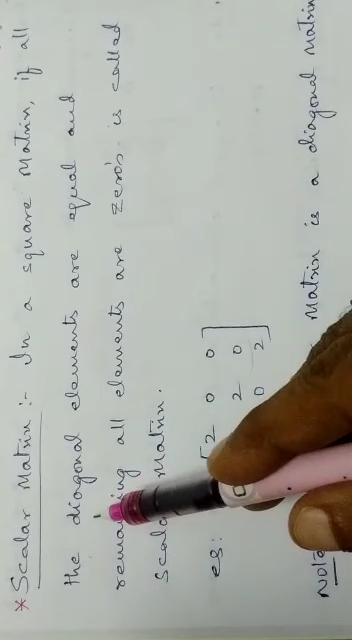 * Scalar Matrix :- In a square Matrix, if all
the diagonal elements are equal and
remaining all elements are zero's. is called
Scalar Matrix.
eg: [2 0 0]
2 0
0 2
Note Matrix is a diagonal Matrix